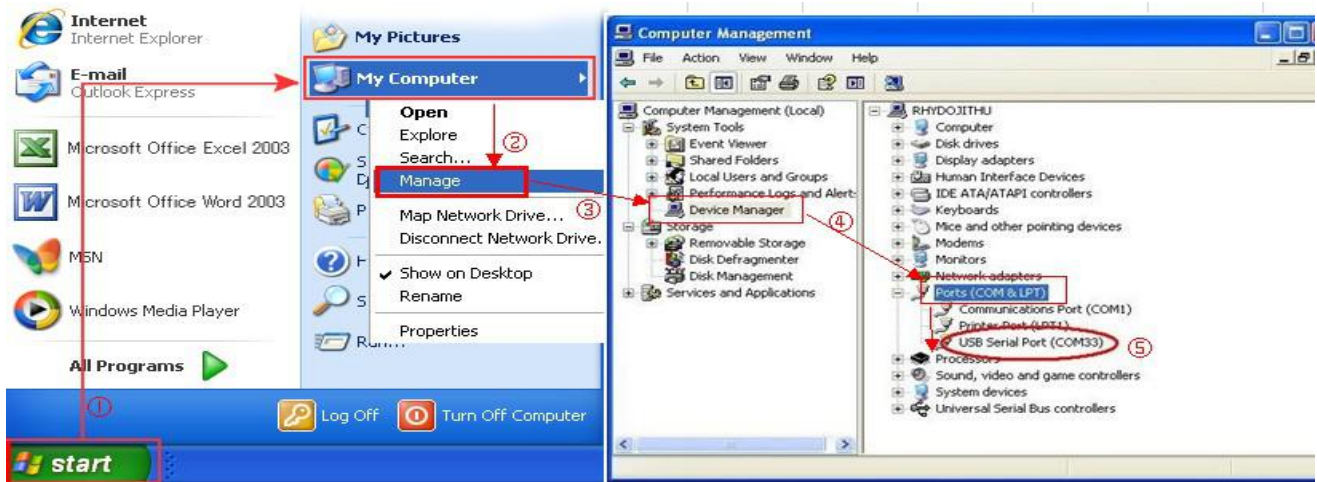 Internet
Internet Explorer
E-mail
Outlook Express
Microsoft Office Excel 2003
Microsoft Office Word 2003
MSN
Windows Media Player
All Programs
My Pictures
My Computer
Open
Explore
Search...
Manage
Map Network Drive...
Disconnect Network Drive.
Show on Desktop
Rename
Properties
C
S
P
H
S
Run...
①
②
③
Log Off
Turn Off Computer
start
Computer Management
File Action View Window Help
Computer Management (Local)
System Tools
Event Viewer
Shared Folders
Local Users and Groups
Performance Logs and Alert
Device Manager
Storage
Removable Storage
Disk Defragmenter
Disk Management
Services and Applications
④
RHYDOJITHU
Computer
Disk drives
Display adapters
Human Interface Devices
IDE ATA/ATAPI controllers
Keyboards
Mice and other pointing devices
Modems
Monitors
Network adapters
Ports (COM & LPT)
Communications Port (COM1)
Printer Port (LPT1)
USB Serial Port (COM33)
⑤
Processors
Sound, video and game controllers
System devices
Universal Serial Bus controllers